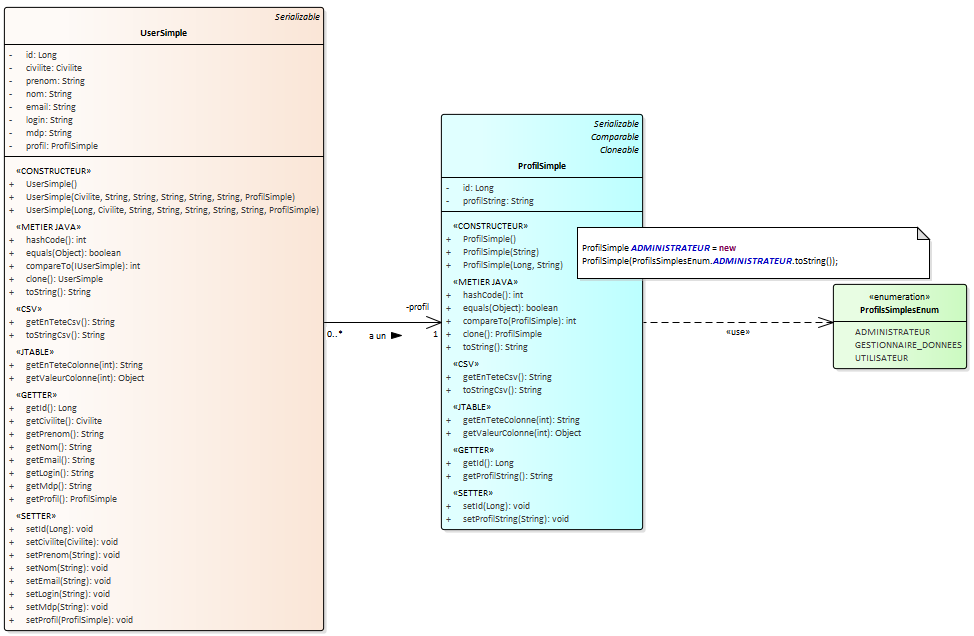 Serializable
UserSimple
- id: Long
- civilite: Civilite
- prenom: String
- nom: String
- email: String
- login: String
- mdp: String
- profil: ProfilSimple
«CONSTRUCTEUR»
+ UserSimple()
+ UserSimple(Civilite, String, String, String, String, String, ProfilSimple)
+ UserSimple(Long, Civilite, String, String, String, String, String, ProfilSimple)
«METIER JAVA»
+ hashCode(): int
+ equals(Object): boolean
+ compareTo(IUserSimple): int
+ clone(): UserSimple
+ toString(): String
«CSV»
+ getEnTeteCsv(): String
+ toStringCsv(): String
«JTABLE»
+ getEnTeteColonne(int): String
+ getValeurColonne(int): Object
«GETTER»
+ getId(): Long
+ getCivilite(): Civilite
+ getPrenom(): String
+ getNom(): String
+ getEmail(): String
+ getLogin(): String
+ getMdp(): String
+ getProfil(): ProfilSimple
«SETTER»
+ setId(Long): void
+ setCivilite(Civilite): void
+ setPrenom(String): void
+ setNom(String): void
+ setEmail(String): void
+ setLogin(String): void
+ setMdp(String): void
+ setProfil(ProfilSimple): void
-profil
0..*
a un
1
Serializable
Comparable
Cloneable
ProfilSimple
- id: Long
- profilString: String
«CONSTRUCTEUR»
+ ProfilSimple()
+ ProfilSimple(String)
+ ProfilSimple(Long, String)
«METIER JAVA»
+ hashCode(): int
+ equals(Object): boolean
+ compareTo(ProfilSimple): int
+ clone(): ProfilSimple
+ toString(): String
«CSV»
+ getEnTeteCsv(): String
+ toStringCsv(): String
«JTABLE»
+ getEnTeteColonne(int): String
+ getValeurColonne(int): Object
«GETTER»
+ getId(): Long
+ getProfilString(): String
«SETTER»
+ setId(Long): void
+ setProfilString(String): void
ProfilSimple ADMINISTRATEUR = new
ProfilSimple(ProfilsSimplesEnum.ADMINISTRATEUR.toString());
«use»
«enumeration»
ProfilsSimplesEnum
ADMINISTRATEUR
GESTIONNAIRE_DONNEES
UTILISATEUR